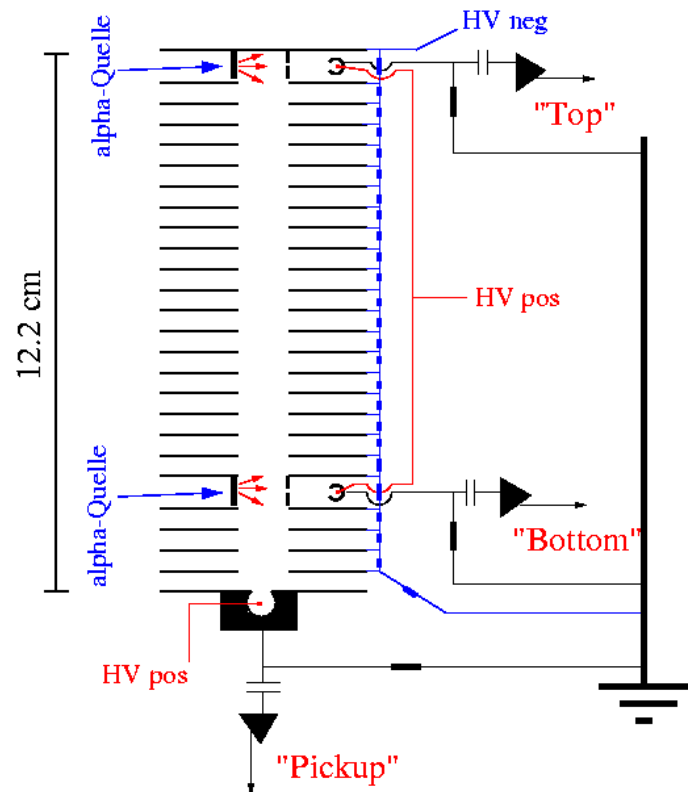 HV neg
alpha-Quelle
"Top"
12.2 cm
HV pos
alpha-Quelle
"Bottom"
HV pos
"Pickup"